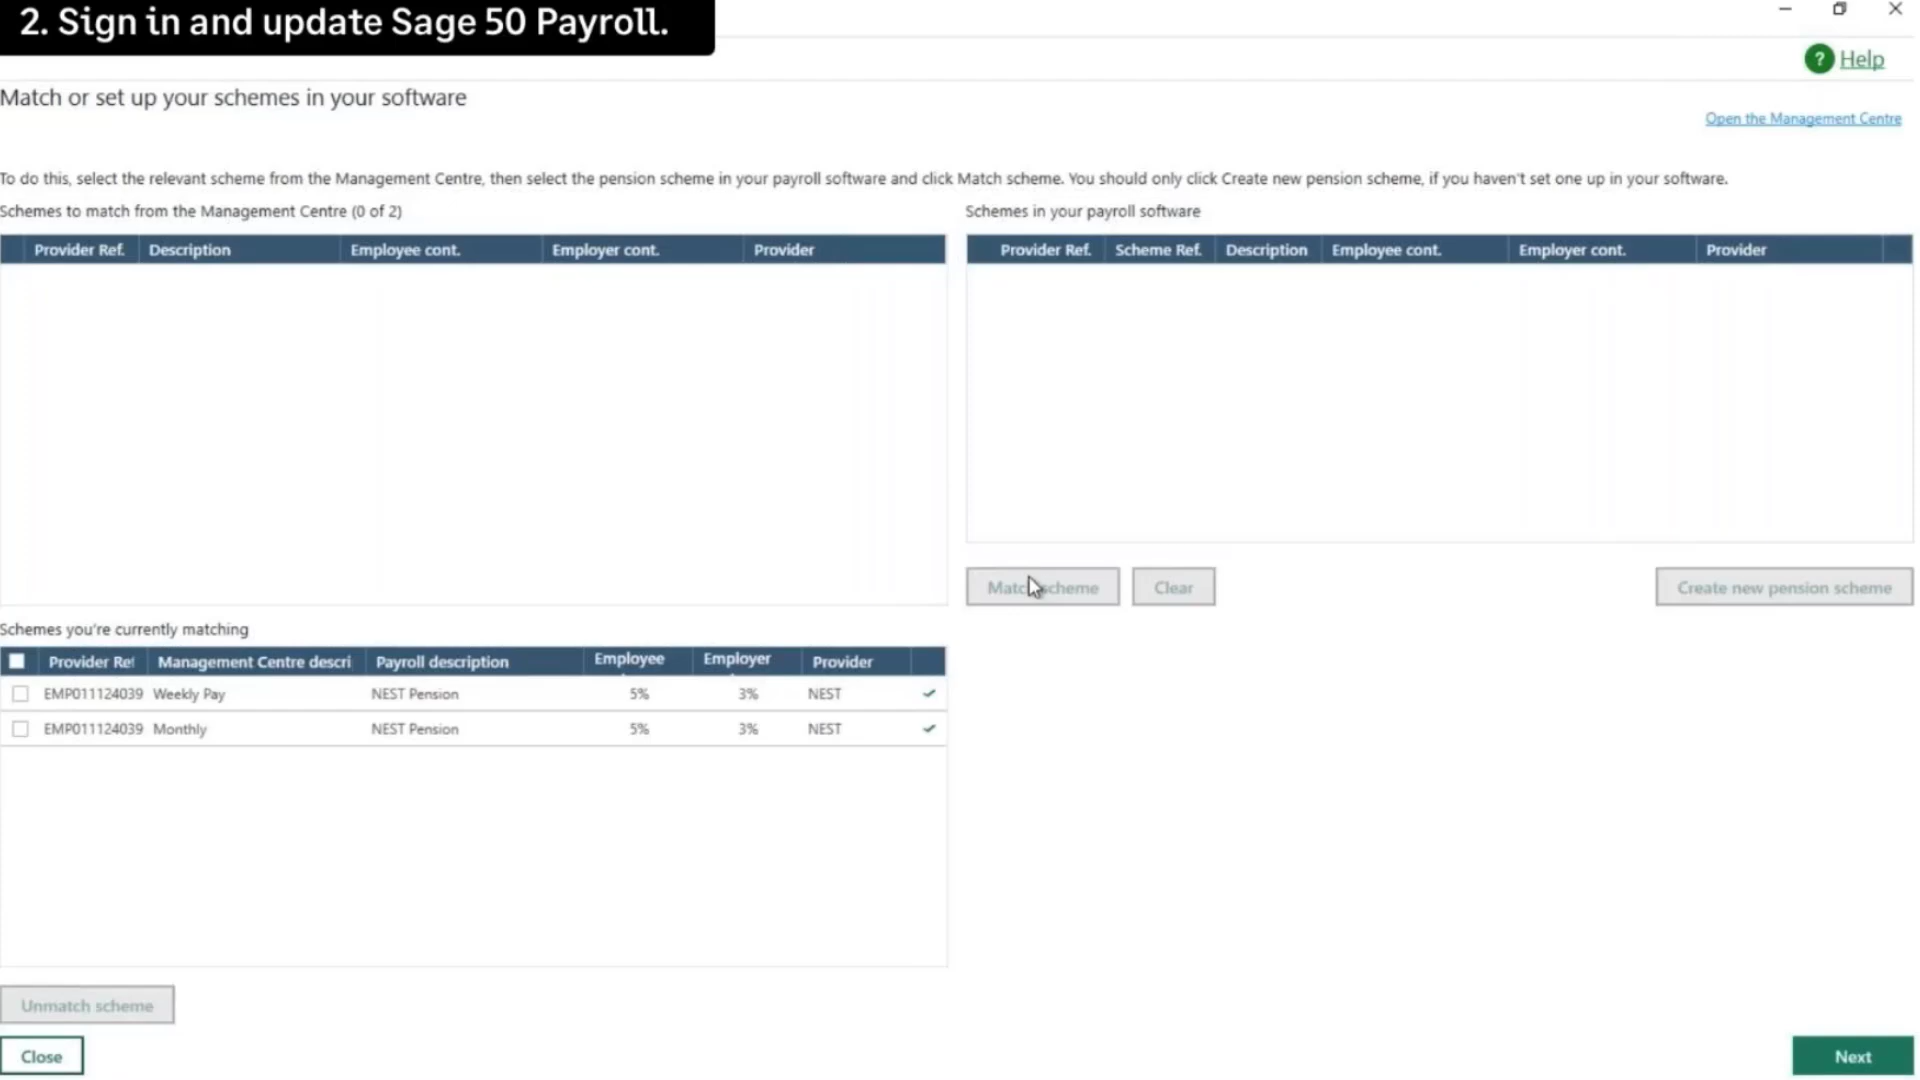 2. Sign in and update Sage 50 Payroll.
? Help
Match or set up your schemes in your software
Open the Management Centre
To do this, select the relevant scheme from the Management Centre, then select the pension scheme in your payroll software and click Match scheme. You should only click Create new pension scheme, if you haven't set one up in your software.
Schemes to match from the Management Centre (0 of 2)
Schemes in your payroll software
Provider Ref. Description Employee cont. Employer cont. Provider
Provider Ref. Scheme Ref. Description Employee cont. Employer cont. Provider
Match scheme Clear Create new pension scheme
Schemes you're currently matching
Provider Ref Management Centre descri Payroll description Employee Employer Provider
EMP011124039 Weekly Pay NEST Pension 5% 3% NEST
EMP011124039 Monthly NEST Pension 5% 3% NEST
Unmatch scheme
Close Next